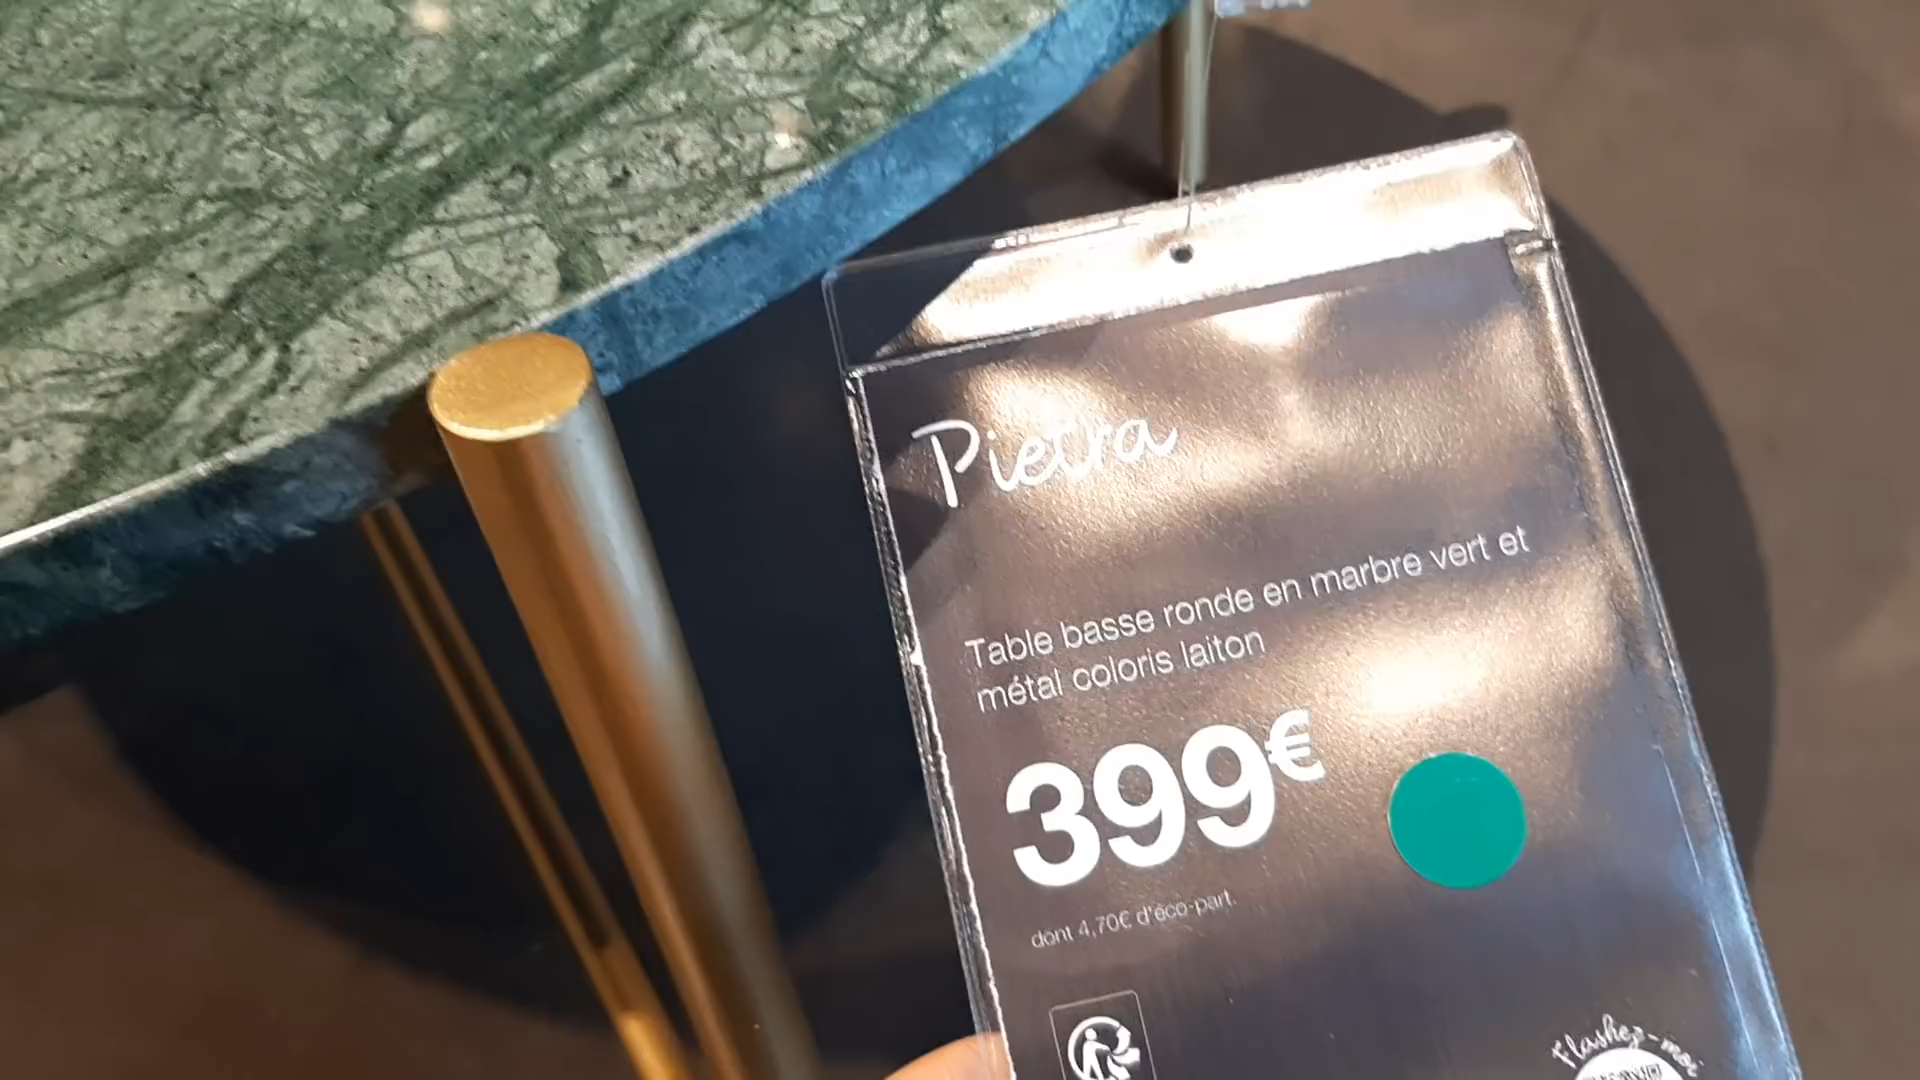 Pietra
Table basse ronde en marbre vert et
métal coloris laiton
399€
dont 4,70€ d'éco-part.
Flashez-moi